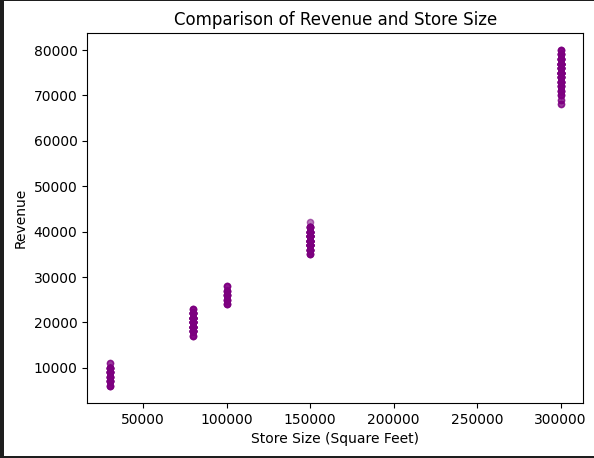 Comparison of Revenue and Store Size
80000
70000
60000
50000
40000
30000
20000
10000
Revenue
50000 100000 150000 200000 250000 300000
Store Size (Square Feet)